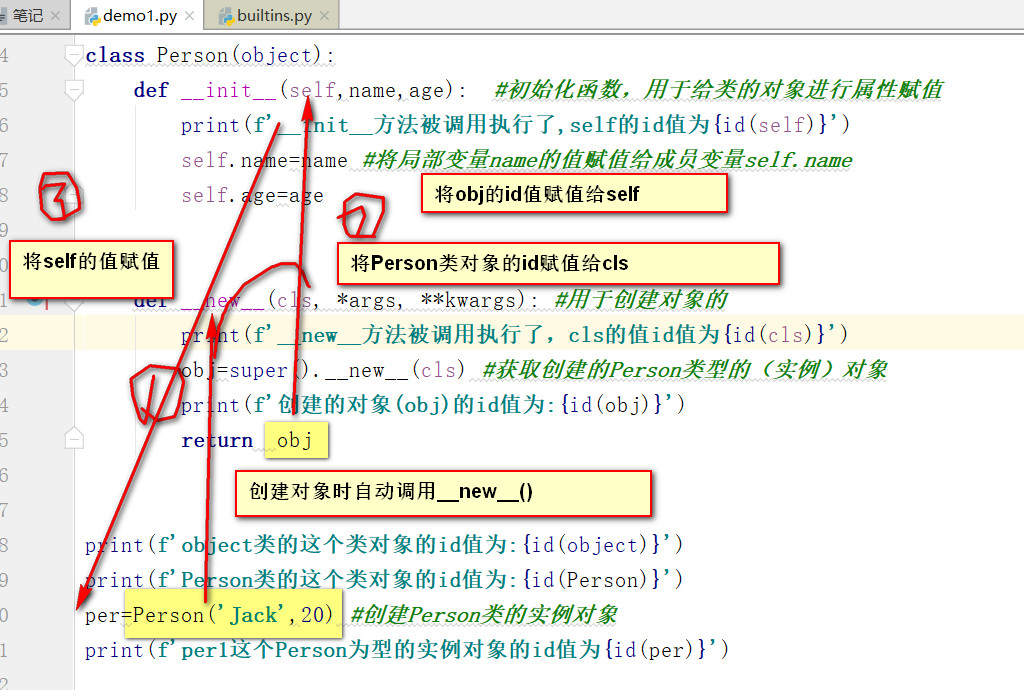 笔记 demo1.py builtins.py
4 class Person(object):
5 def __init__(self,name,age): #初始化函数，用于给类的对象进行属性赋值
6 print(f'__init__方法被调用执行了,self的id值为{id(self)}')
7 self.name=name #将局部变量name的值赋值给成员变量self.name
8 self.age=age
将obj的id值赋值给self
3
2
9
将self的值赋值
将Person类对象的id赋值给cls
0
1 def __new__(cls, *args, **kwargs): #用于创建对象的
2 print(f'__new__方法被调用执行了，cls的值id值为{id(cls)}')
3 obj=super().__new__(cls) #获取创建的Person类型的（实例）对象
1
4 print(f'创建的对象(obj)的id值为:{id(obj)}')
5 return obj
6
创建对象时自动调用__new__()
7
8 print(f'object类的这个类对象的id值为:{id(object)}')
9 print(f'Person类的这个类对象的id值为:{id(Person)}')
0 per=Person('Jack',20) #创建Person类的实例对象
1 print(f'per1这个Person为型的实例对象的id值为{id(per)}')
2